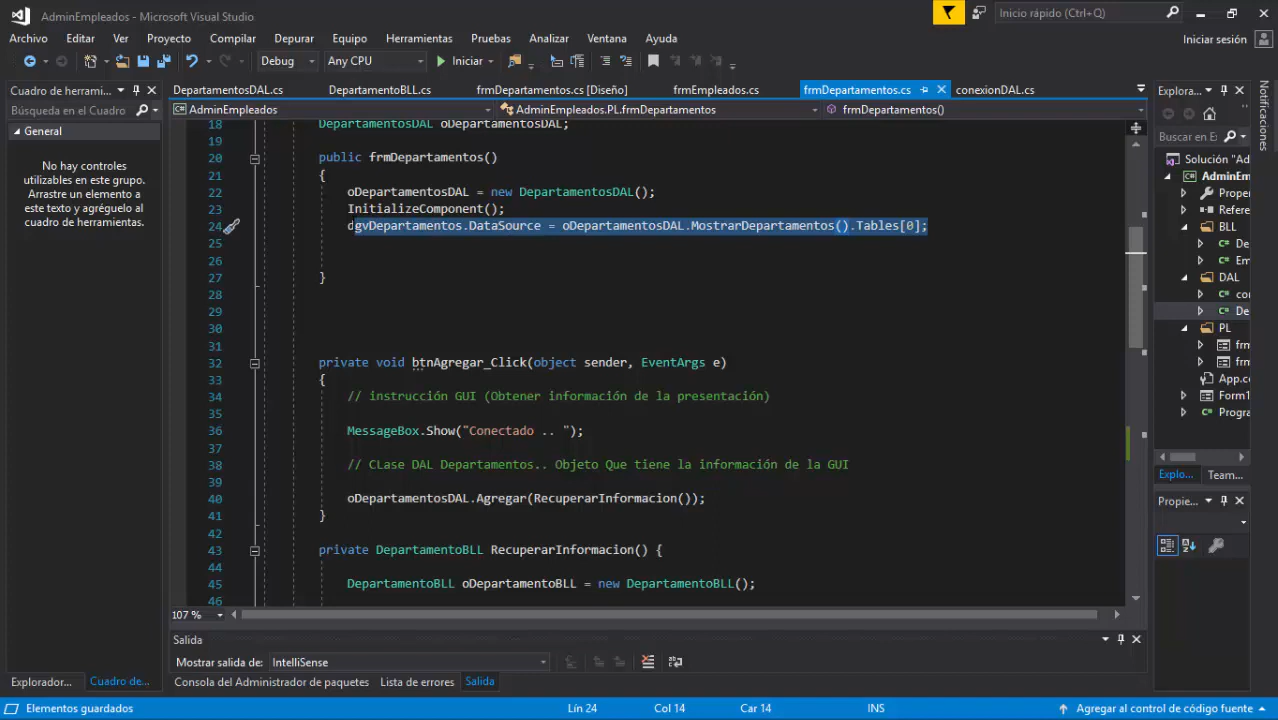 AdminEmpleados - Microsoft Visual Studio
Inicio rápido (Ctrl+Q)
Archivo Editar Ver Proyecto Compilar Depurar Equipo Herramientas Pruebas Analizar Ventana Ayuda
Iniciar sesión
Debug Any CPU Iniciar
Cuadro de herrami...
DepartamentosDAL.cs DepartamentoBLL.cs frmDepartamentos.cs [Diseño] frmEmpleados.cs frmDepartamentos.cs conexionDAL.cs
Explora...
Notificaciones
Búsqueda en el Cuadro
AdminEmpleados AdminEmpleados.PL.frmDepartamentos frmDepartamentos()
General
No hay controles
utilizables en este grupo.
Arrastre un elemento
a este texto y agréguelo
al cuadro de
herramientas.
18 DepartamentosDAL oDepartamentosDAL;
19
20 public frmDepartamentos()
21 {
22 oDepartamentosDAL = new DepartamentosDAL();
23 InitializeComponent();
24 dgvDepartamentos.DataSource = oDepartamentosDAL.MostrarDepartamentos().Tables[0];
25
26
27 }
28
29
30
31
32 private void btnAgregar_Click(object sender, EventArgs e)
33 {
34 // instrucción GUI (Obtener información de la presentación)
35
36 MessageBox.Show("Conectado .. ");
37
38 // CLase DAL Departamentos.. Objeto Que tiene la información de la GUI
39
40 oDepartamentosDAL.Agregar(RecuperarInformacion());
41 }
42
43 private DepartamentoBLL RecuperarInformacion() {
44
45 DepartamentoBLL oDepartamentoBLL = new DepartamentoBLL();
46
107 %
Buscar en E
Solución "Ad
AdminEm
Proper
Refere
BLL
De
Em
DAL
co
De
PL
frm
frm
App.c
Form1
Progra
Explo... Team...
Propie...
Salida
Mostrar salida de: IntelliSense
Explorador... Cuadro de... Consola del Administrador de paquetes Lista de errores Salida
Elementos guardados Lín 24 Col 14 Car 14 INS Agregar al control de código fuente